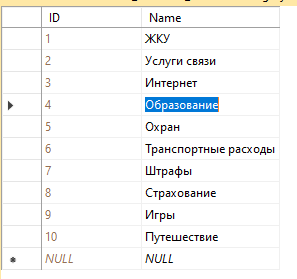 ID Name
1 ЖКУ
2 Услуги связи
3 Интернет
4 Образование
5 Охран
6 Транспортные расходы
7 Штрафы
8 Страхование
9 Игры
10 Путешествие
NULL NULL